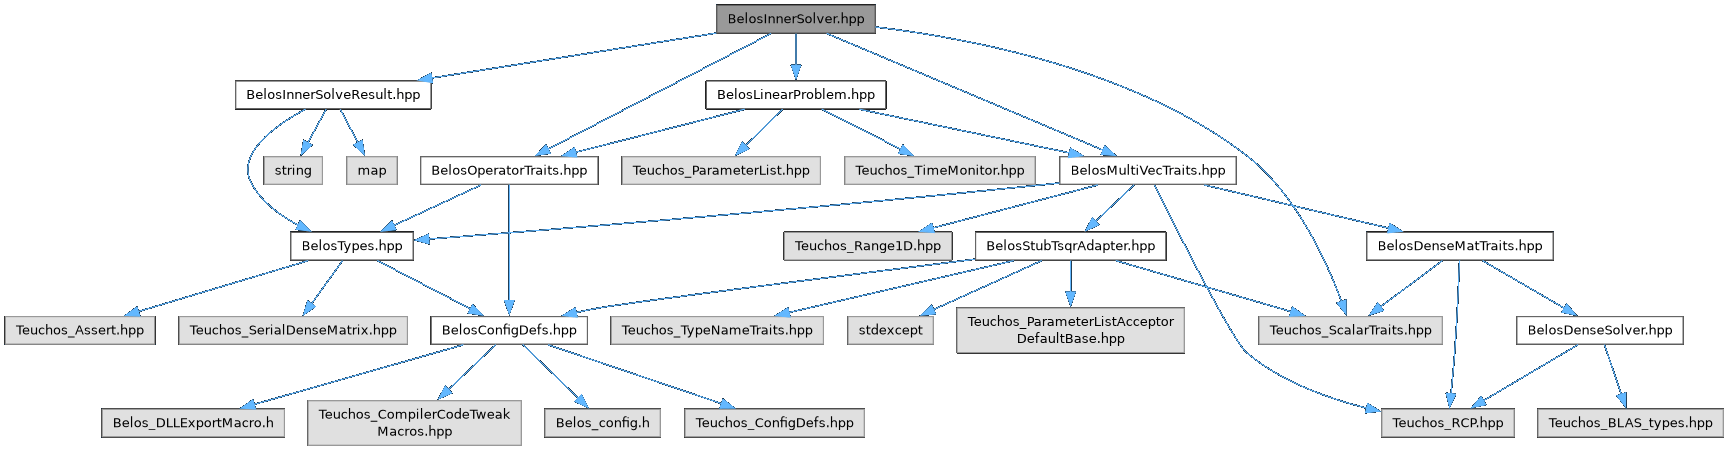 BelosInnerSolver.hpp
BelosInnerSolveResult.hpp
BelosLinearProblem.hpp
string
map
BelosOperatorTraits.hpp
Teuchos_ParameterList.hpp
Teuchos_TimeMonitor.hpp
BelosMultiVecTraits.hpp
BelosTypes.hpp
Teuchos_Range1D.hpp
BelosStubTsqrAdapter.hpp
BelosDenseMatTraits.hpp
Teuchos_Assert.hpp
Teuchos_SerialDenseMatrix.hpp
BelosConfigDefs.hpp
Teuchos_TypeNameTraits.hpp
stdexcept
Teuchos_ParameterListAcceptor
DefaultBase.hpp
Teuchos_ScalarTraits.hpp
BelosDenseSolver.hpp
Belos_DLLExportMacro.h
Teuchos_CompilerCodeTweak
Macros.hpp
Belos_config.h
Teuchos_ConfigDefs.hpp
Teuchos_RCP.hpp
Teuchos_BLAS_types.hpp